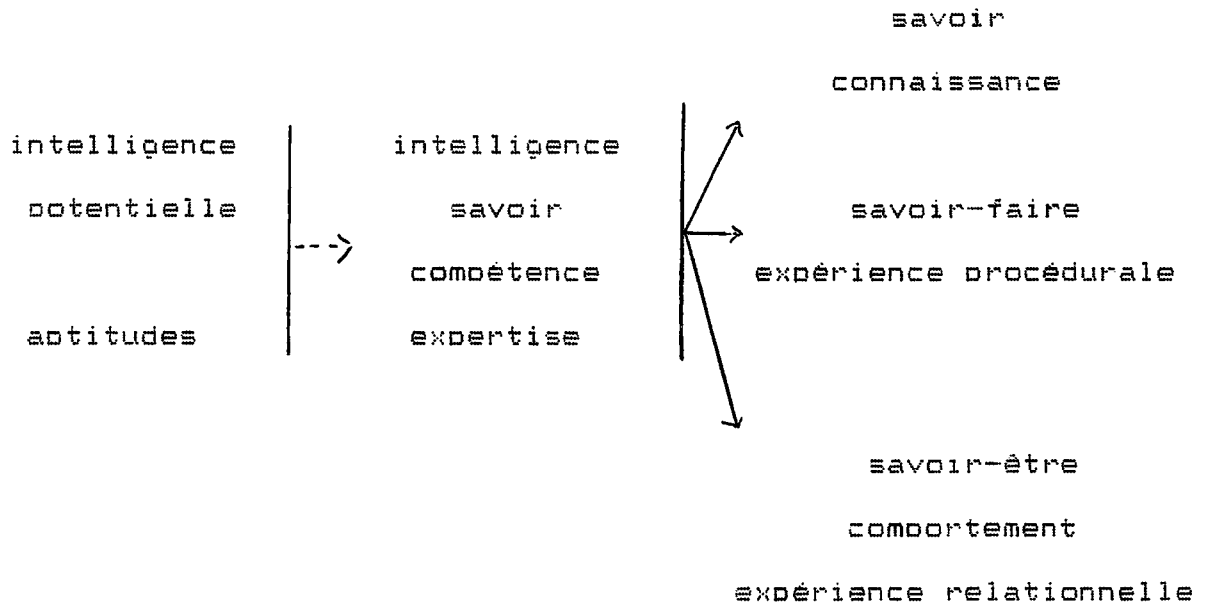 intelligence
potentielle
aptitudes
intelligence
savoir
compétence
expertise
savoir
connaissance
savoir-faire
expérience procédurale
savoir-être
comportement
expérience relationnelle